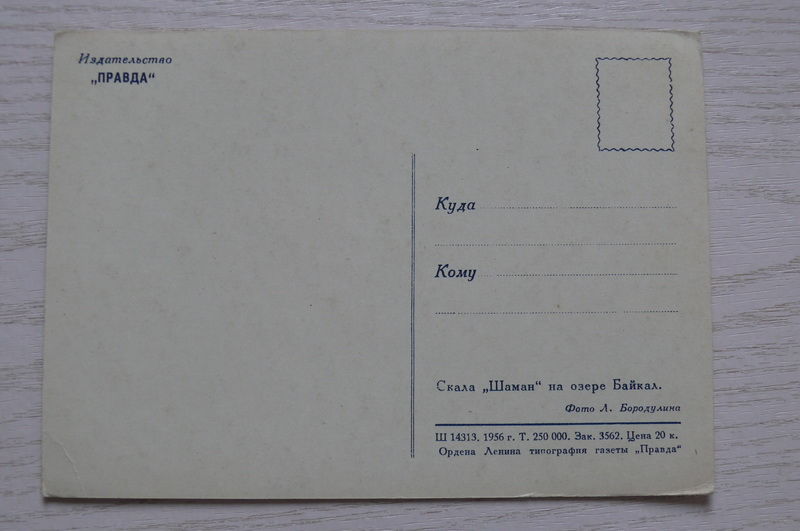 Издательство
„ПРАВДА“
Куда
Кому
Скала „Шаман“ на озере Байкал.
Фото Л. Бородулина
Ш 14313. 1956 г. Т. 250 000. Зак. 3562. Цена 20 к.
Ордена Ленина типография газеты „Правда“